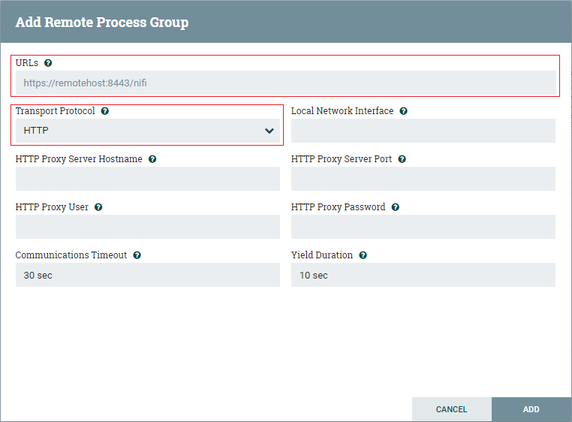 Add Remote Process Group
URLs ?
https://remotehost:8443/nifi
Transport Protocol ? Local Network Interface ?
HTTP
HTTP Proxy Server Hostname ? HTTP Proxy Server Port ?
HTTP Proxy User ? HTTP Proxy Password ?
Communications Timeout ? Yield Duration ?
30 sec 10 sec
CANCEL ADD